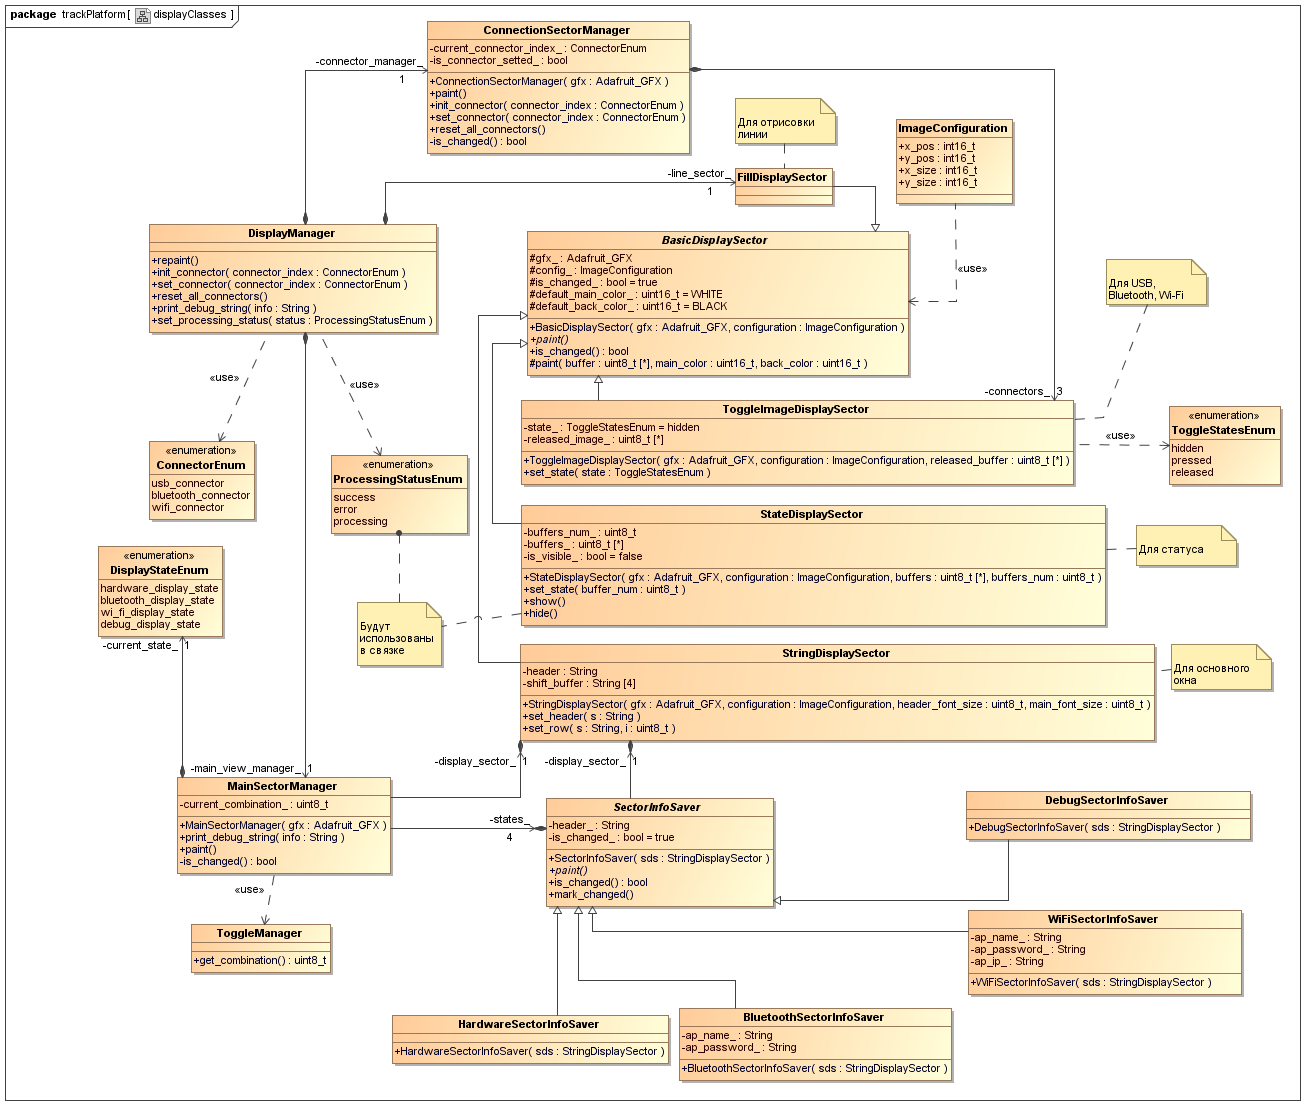 package trackPlatform[ displayClasses ]
ConnectionSectorManager
-current_connector_index_ : ConnectorEnum
-is_connector_setted_ : bool
+ConnectionSectorManager( gfx : Adafruit_GFX )
+paint()
+init_connector( connector_index : ConnectorEnum )
+set_connector( connector_index : ConnectorEnum )
+reset_all_connectors()
-is_changed() : bool
-connector_manager_
1
Для отрисовки
линии
ImageConfiguration
+x_pos : int16_t
+y_pos : int16_t
+x_size : int16_t
+y_size : int16_t
-line_sector_
1
FillDisplaySector
DisplayManager
+repaint()
+init_connector( connector_index : ConnectorEnum )
+set_connector( connector_index : ConnectorEnum )
+reset_all_connectors()
+print_debug_string( info : String )
+set_processing_status( status : ProcessingStatusEnum )
BasicDisplaySector
#gfx_ : Adafruit_GFX
#config_ : ImageConfiguration
#is_changed_ : bool = true
#default_main_color_ : uint16_t = WHITE
#default_back_color_ : uint16_t = BLACK
+BasicDisplaySector( gfx : Adafruit_GFX, configuration : ImageConfiguration )
+paint()
+is_changed() : bool
#paint( buffer : uint8_t [*], main_color : uint16_t, back_color : uint16_t )
«use»
Для USB,
Bluetooth, Wi-Fi
«use»
«use»
-connectors_
3
ToggleImageDisplaySector
-state_ : ToggleStatesEnum = hidden
-released_image_ : uint8_t [*]
+ToggleImageDisplaySector( gfx : Adafruit_GFX, configuration : ImageConfiguration, released_buffer : uint8_t [*] )
+set_state( state : ToggleStatesEnum )
«use»
«enumeration»
ToggleStatesEnum
hidden
pressed
released
«enumeration»
ConnectorEnum
usb_connector
bluetooth_connector
wifi_connector
«enumeration»
ProcessingStatusEnum
success
error
processing
StateDisplaySector
-buffers_num_ : uint8_t
-buffers_ : uint8_t [*]
-is_visible_ : bool = false
+StateDisplaySector( gfx : Adafruit_GFX, configuration : ImageConfiguration, buffers : uint8_t [*], buffers_num : uint8_t )
+set_state( buffer_num : uint8_t )
+show()
+hide()
Для статуса
«enumeration»
DisplayStateEnum
hardware_display_state
bluetooth_display_state
wi_fi_display_state
debug_display_state
-current_state_
1
Будут
использованы
в связке
StringDisplaySector
-header : String
-shift_buffer : String [4]
+StringDisplaySector( gfx : Adafruit_GFX, configuration : ImageConfiguration, header_font_size : uint8_t, main_font_size : uint8_t )
+set_header( s : String )
+set_row( s : String, i : uint8_t )
Для основного
окна
-display_sector_
1
-display_sector_
1
-main_view_manager_
1
MainSectorManager
-current_combination_ : uint8_t
+MainSectorManager( gfx : Adafruit_GFX )
+print_debug_string( info : String )
+paint()
-is_changed() : bool
-states_
4
SectorInfoSaver
-header_ : String
-is_changed_ : bool = true
+SectorInfoSaver( sds : StringDisplaySector )
+paint()
+is_changed() : bool
+mark_changed()
DebugSectorInfoSaver
+DebugSectorInfoSaver( sds : StringDisplaySector )
«use»
ToggleManager
+get_combination() : uint8_t
WiFiSectorInfoSaver
-ap_name_ : String
-ap_password_ : String
-ap_ip_ : String
+WiFiSectorInfoSaver( sds : StringDisplaySector )
HardwareSectorInfoSaver
+HardwareSectorInfoSaver( sds : StringDisplaySector )
BluetoothSectorInfoSaver
-ap_name_ : String
-ap_password_ : String
+BluetoothSectorInfoSaver( sds : StringDisplaySector )